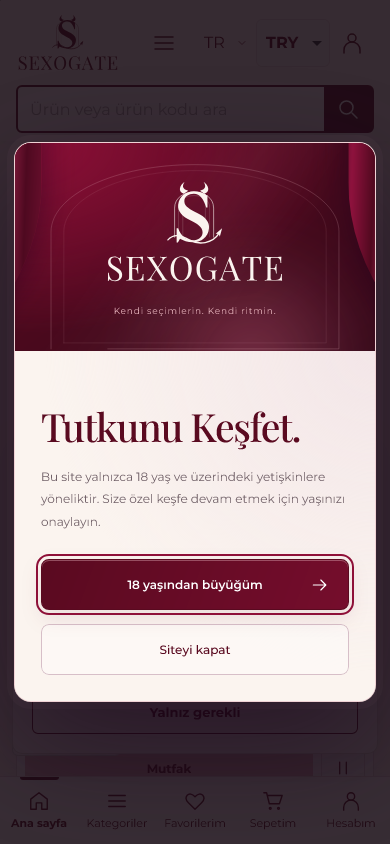 SEXOGATE
TR
TRY
Ürün veya ürün kodu ara
S
SEXOGATE
Kendi seçimlerin. Kendi ritmin.
Tutkunu Keşfet.
Bu site yalnızca 18 yaş ve üzerindeki yetişkinlere
yöneliktir. Size özel keşfe devam etmek için yaşınızı
onaylayın.
18 yaşından büyüğüm
Siteyi kapat
Yalnız gerekli
Mutfak
Ana sayfa
Kategoriler
Favorilerim
Sepetim
Hesabım